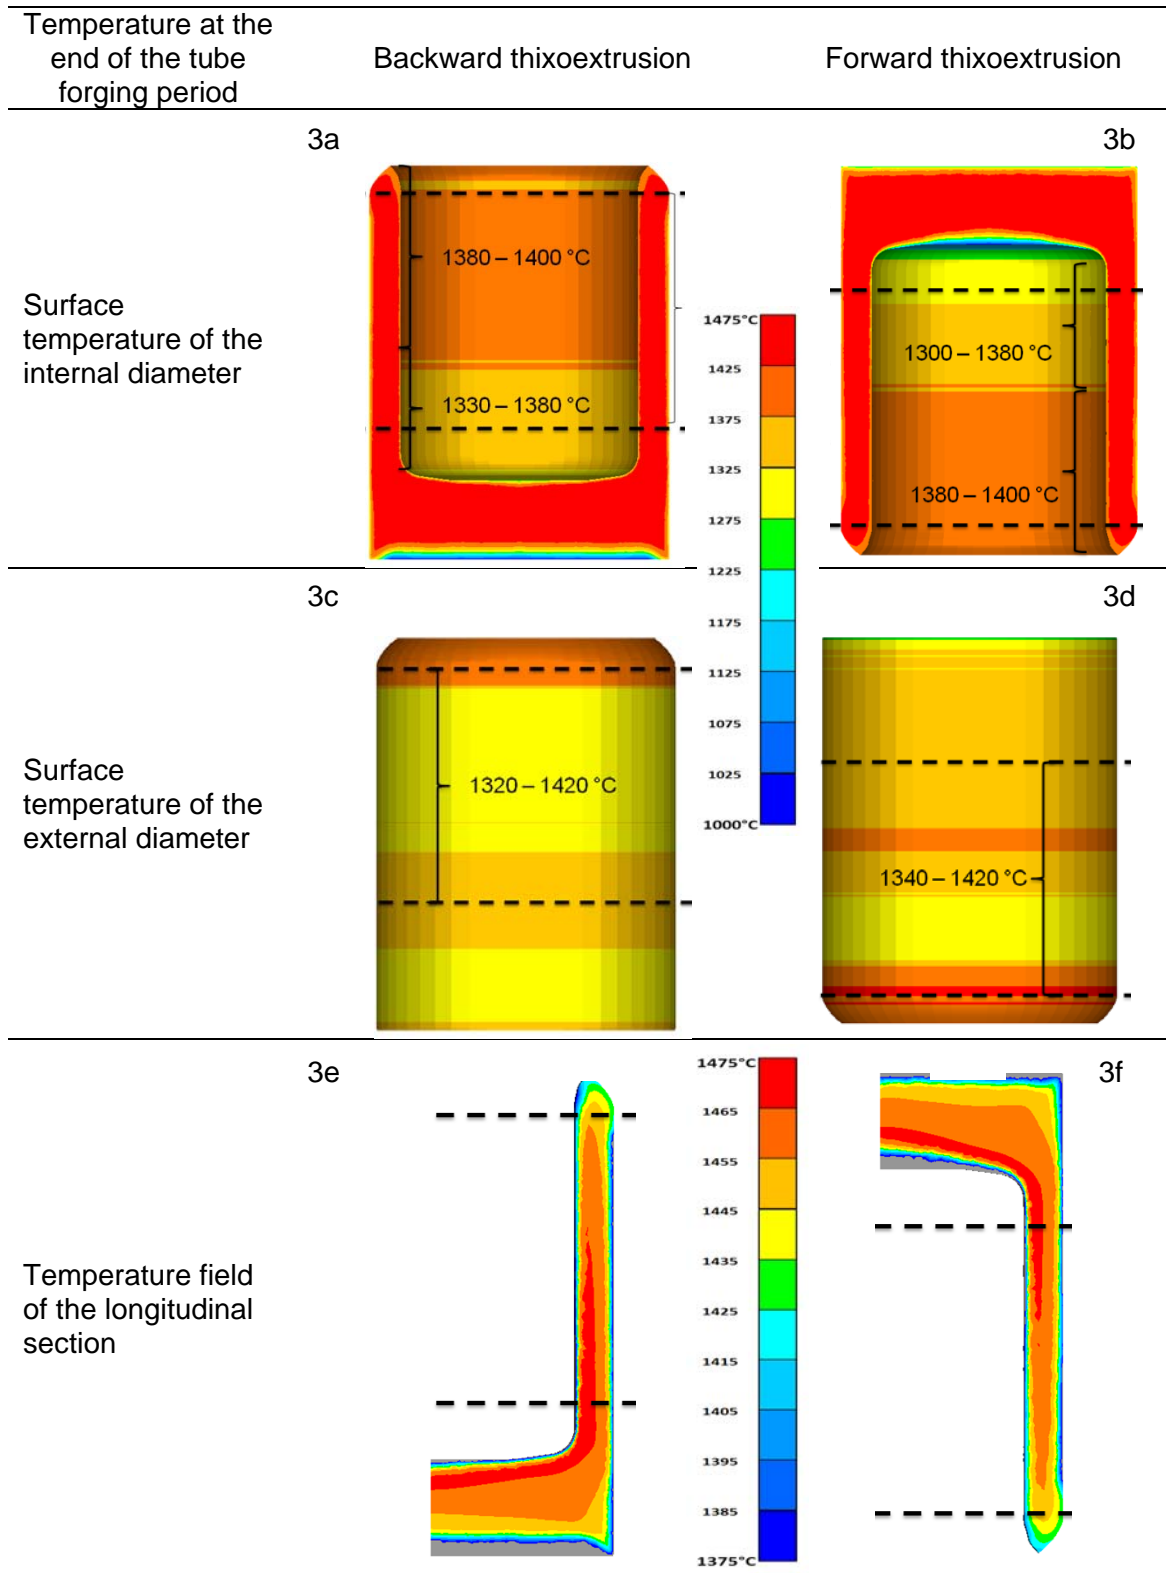 Temperature at the
end of the tube
forging period
Backward thixoextrusion
Forward thixoextrusion
3a
3b
Surface
temperature of the
internal diameter
1380 – 1400 °C
1330 – 1380 °C
1475°C
1425
1375
1325
1275
1225
1175
1125
1075
1025
1000°C
1300 – 1380 °C
1380 – 1400 °C
3c
3d
Surface
temperature of the
external diameter
1320 – 1420 °C
1340 – 1420 °C
3e
3f
Temperature field
of the longitudinal
section
1475°C
1465
1455
1445
1435
1425
1415
1405
1395
1385
1375°C